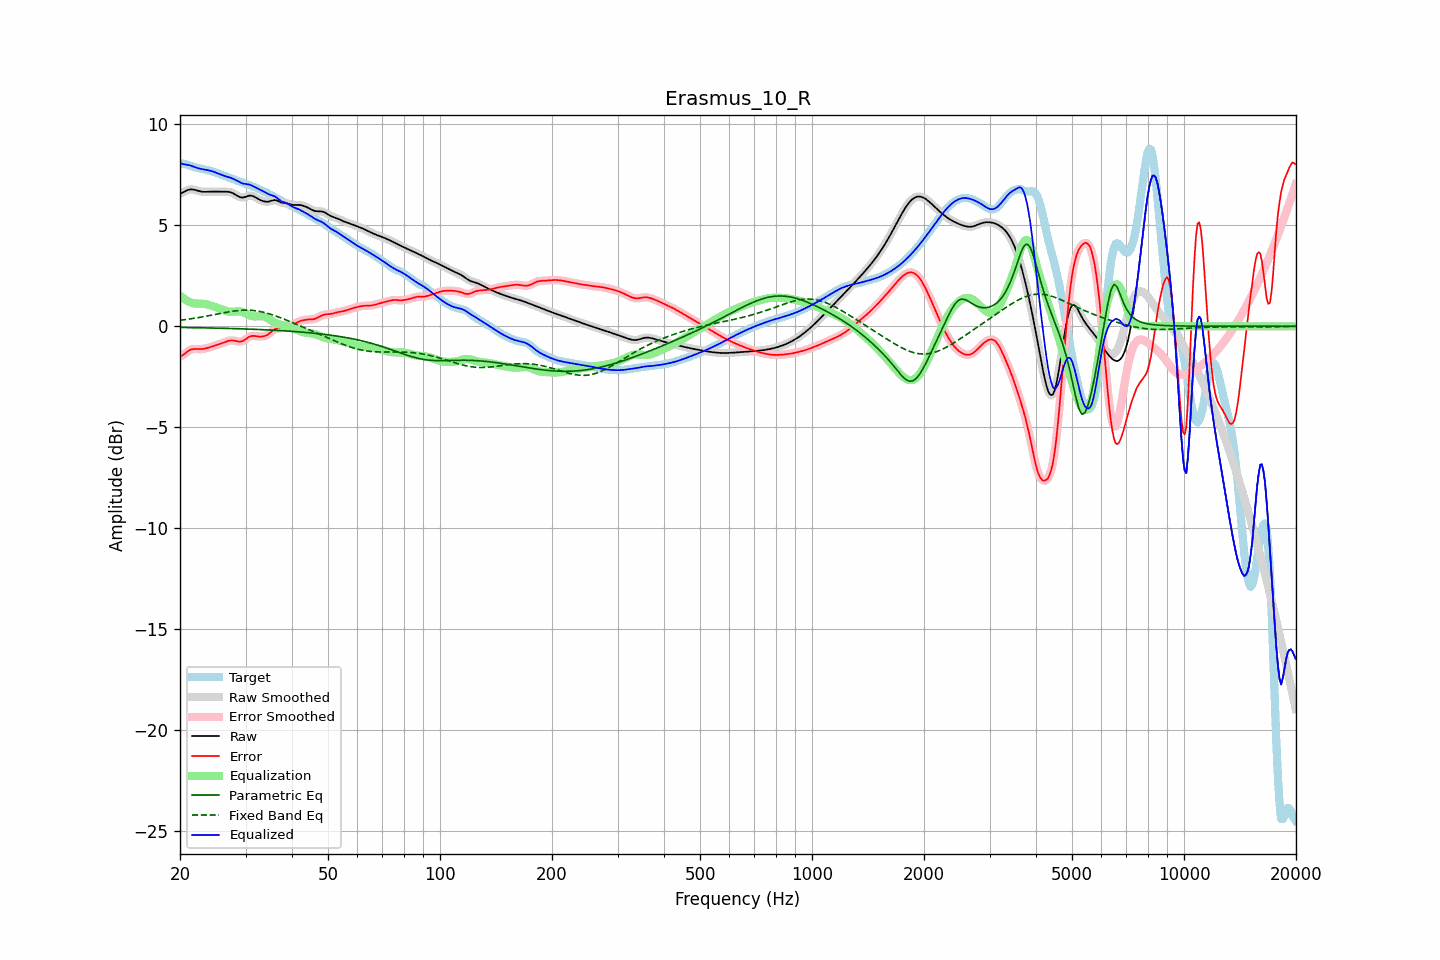 Erasmus_10_R
Amplitude (dBr)
10
5
0
−5
−10
−15
−20
−25
Target
Raw Smoothed
Error Smoothed
Raw
Error
Equalization
Parametric Eq
Fixed Band Eq
Equalized
20 50 100 200 500 1000 2000 5000 10000 20000
Frequency (Hz)